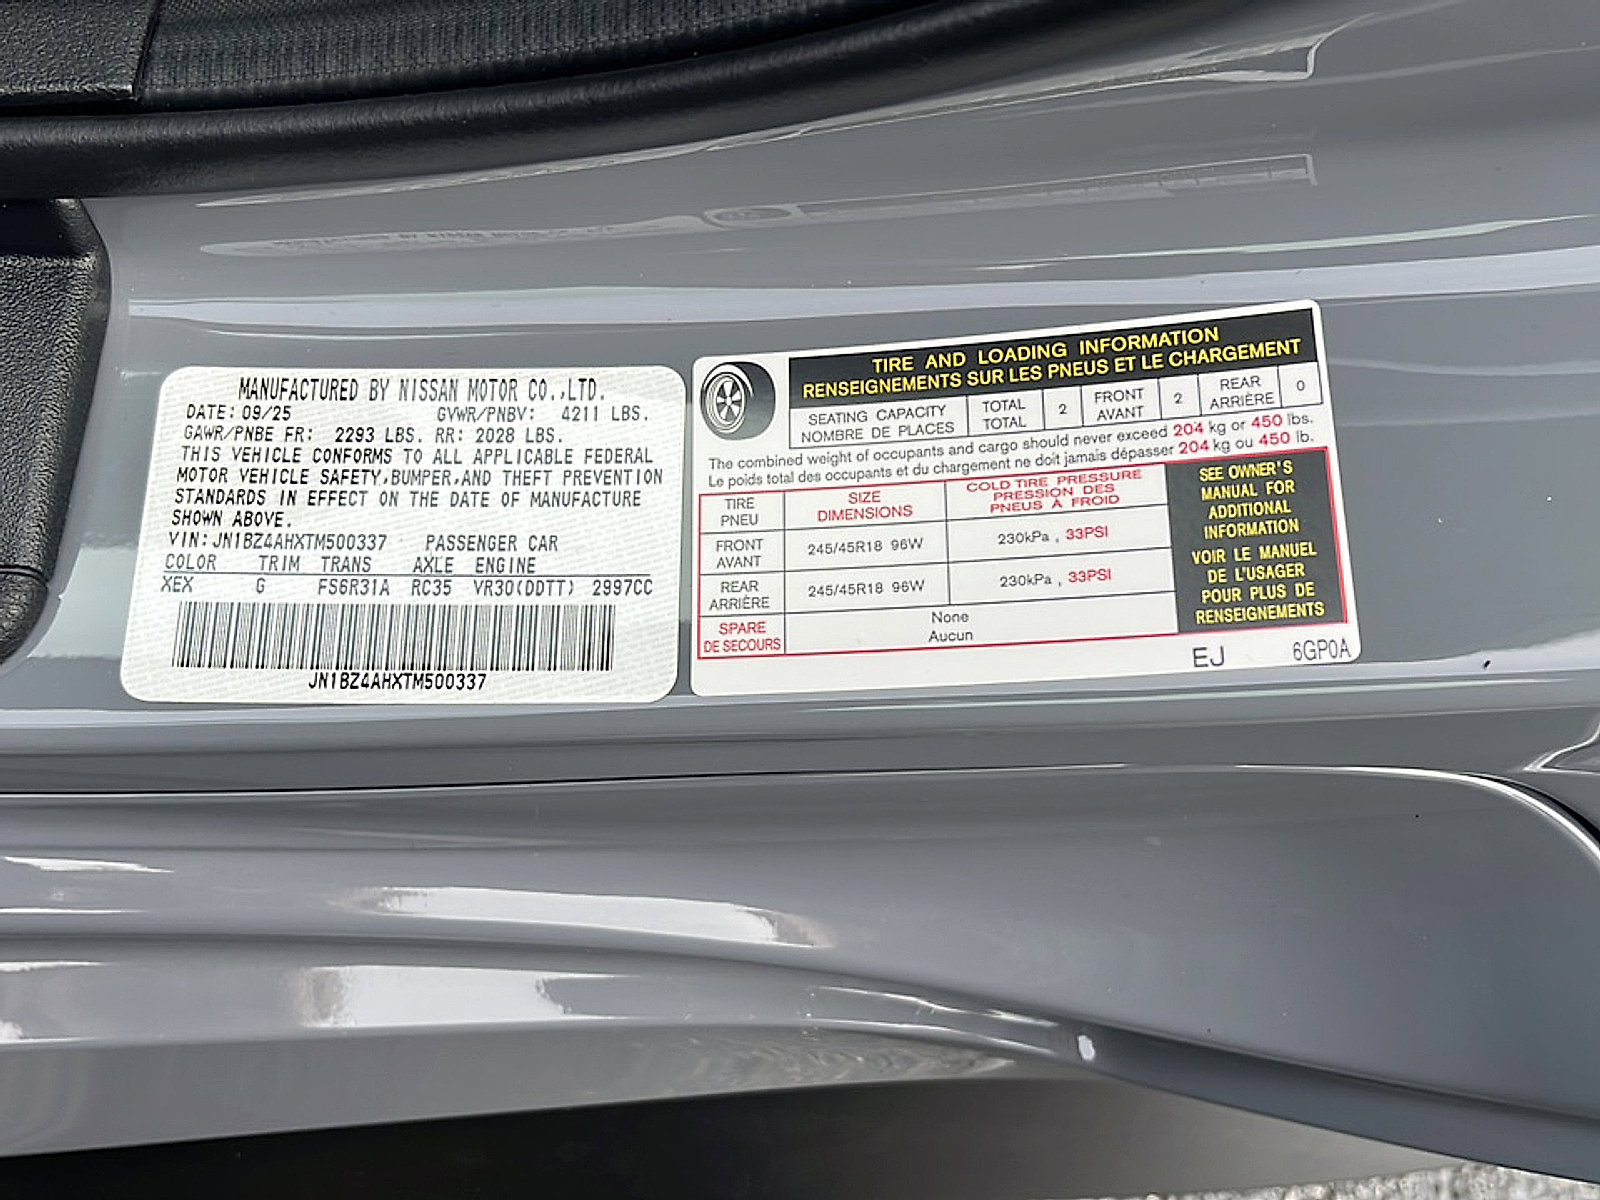 MANUFACTURED BY NISSAN MOTOR CO.,LTD.
DATE: 09/25 GVWR/PNBV: 4211 LBS.
GAWR/PNBE FR: 2293 LBS. RR: 2028 LBS.
THIS VEHICLE CONFORMS TO ALL APPLICABLE FEDERAL
MOTOR VEHICLE SAFETY,BUMPER,AND THEFT PREVENTION
STANDARDS IN EFFECT ON THE DATE OF MANUFACTURE
SHOWN ABOVE.
VIN: JN1BZ4AHXTM500337 PASSENGER CAR
COLOR TRIM TRANS AXLE ENGINE
XEX G FS6R31A RC35 VR30(DDTT) 2997CC
JN1BZ4AHXTM500337
TIRE AND LOADING INFORMATION
RENSEIGNEMENTS SUR LES PNEUS ET LE CHARGEMENT
SEATING CAPACITY
NOMBRE DE PLACES
TOTAL
TOTAL
2
FRONT
AVANT
2
REAR
ARRIÈRE
0
The combined weight of occupants and cargo should never exceed 204 kg or 450 lbs.
Le poids total des occupants et du chargement ne doit jamais dépasser 204 kg ou 450 lb.
TIRE
PNEU
SIZE
DIMENSIONS
COLD TIRE PRESSURE
PRESSION DES
PNEUS À FROID
FRONT
AVANT
245/45R18 96W
230kPa , 33PSI
REAR
ARRIÈRE
245/45R18 96W
230kPa , 33PSI
SPARE
DE SECOURS
None
Aucun
SEE OWNER'S
MANUAL FOR
ADDITIONAL
INFORMATION
VOIR LE MANUEL
DE L'USAGER
POUR PLUS DE
RENSEIGNEMENTS
EJ 6GP0A